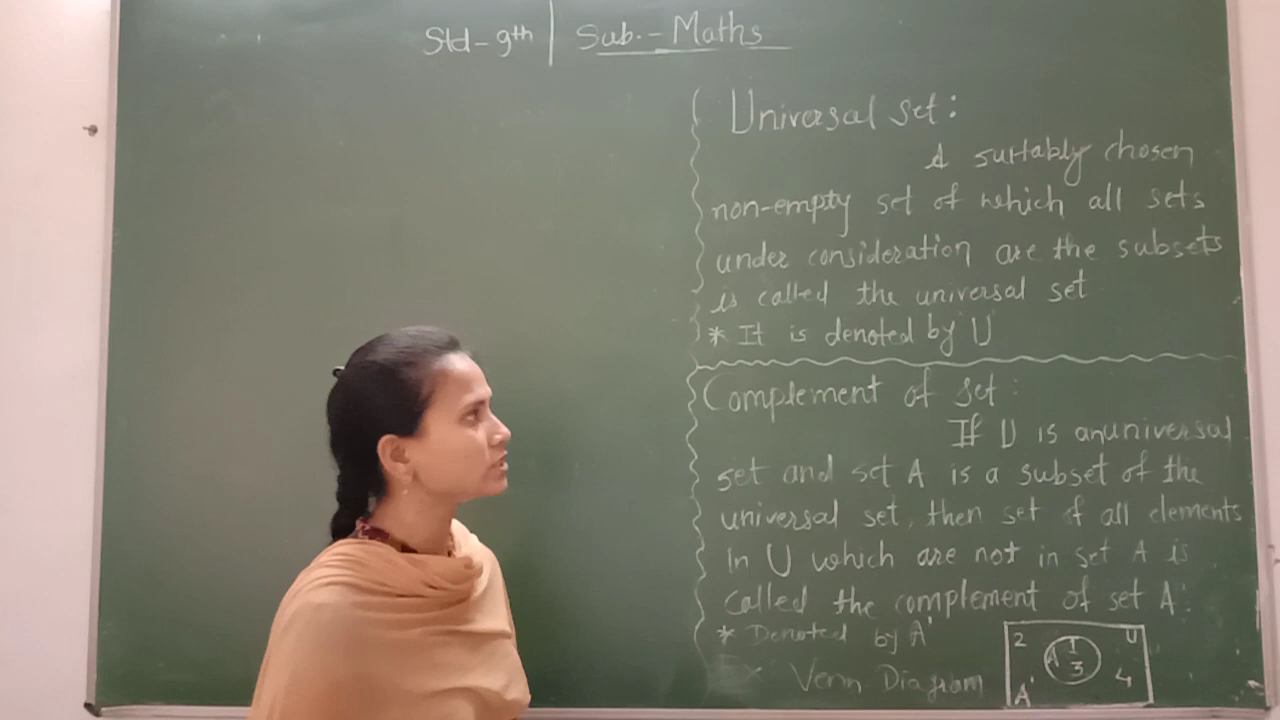 Std - 9th | Sub. - Maths
Universal set :
A suitably chosen
non-empty set of which all sets
under consideration are the subsets
is called the universal set
* It is denoted by U
Complement of set :
If U is anuniversal
set and set A is a subset of the
universal set, then set of all elements
in U which are not in set A is
called the complement of set A.
* Denoted by A'
Venn Diagram
2 U
A 1
3
4
A'